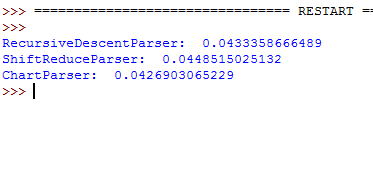 >>> ================================ RESTART ==
>>>
RecursiveDescentParser:  0.0433358666489
ShiftReduceParser:  0.0448515025132
ChartParser:  0.0426903065229
>>>